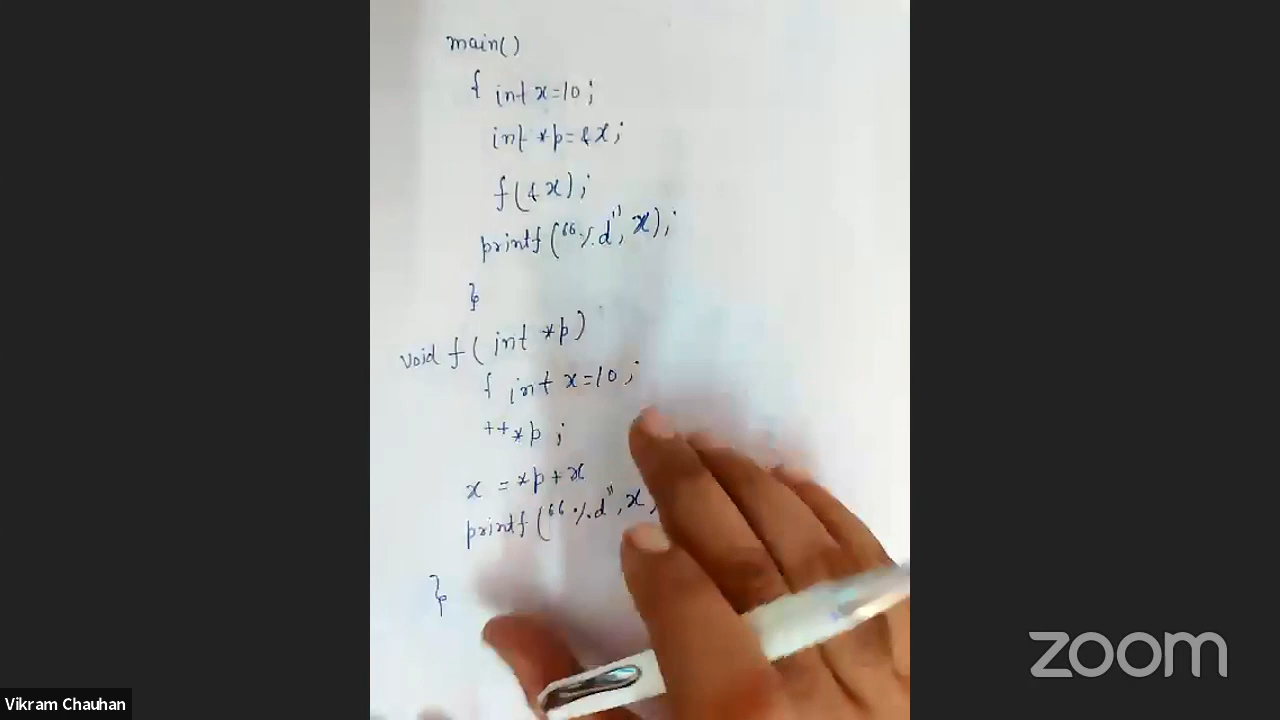 main()
{ int x=10;
int *p=&x;
f(&x);
printf("%d", x);
}
void f( int *p)
{ int x=10;
++*p;
x = *p+x
printf("%d", x,
}
Vikram Chauhan
zoom